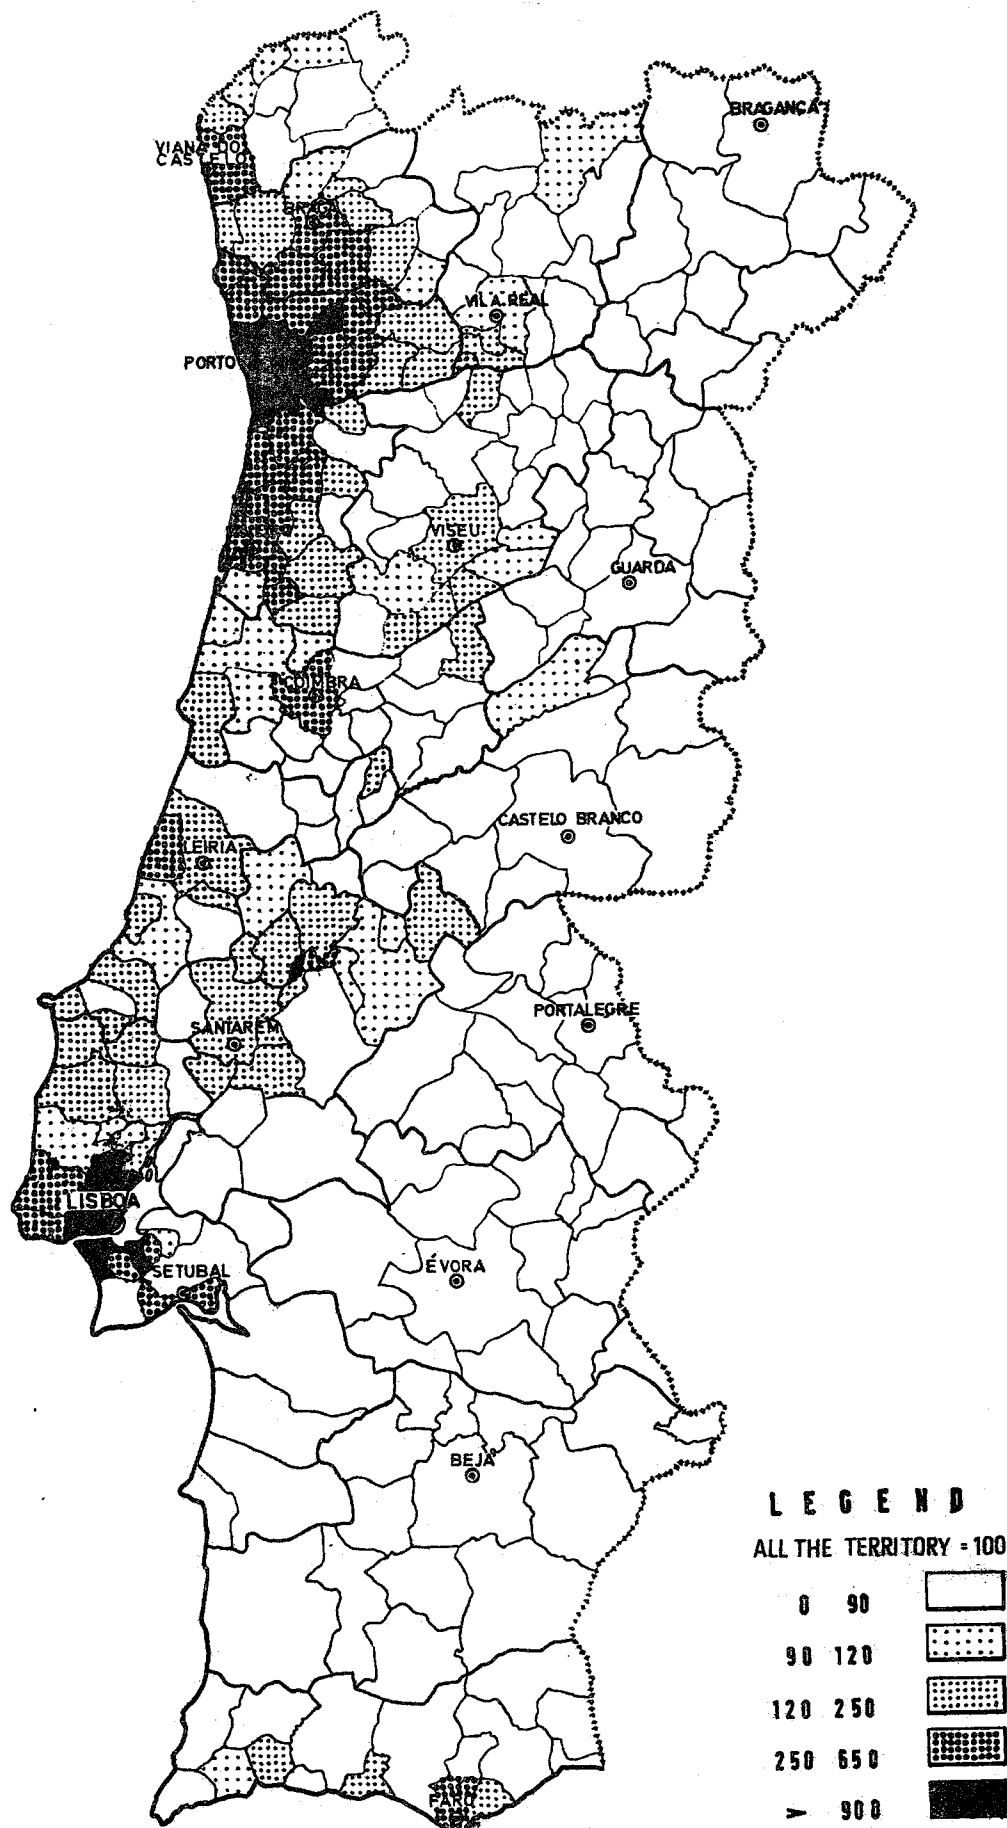 BRAGANÇA
VIANA DO
CASTELO
BRAGA
VILA REAL
PORTO
VISEU
GUARDA
COIMBRA
CASTELO BRANCO
LEIRIA
PORTALEGRE
SANTAREM
LISBOA
ÉVORA
SETUBAL
BEJA
FARO
LEGEND
ALL THE TERRITORY = 100
0 90
90 120
120 250
250 650
> 900